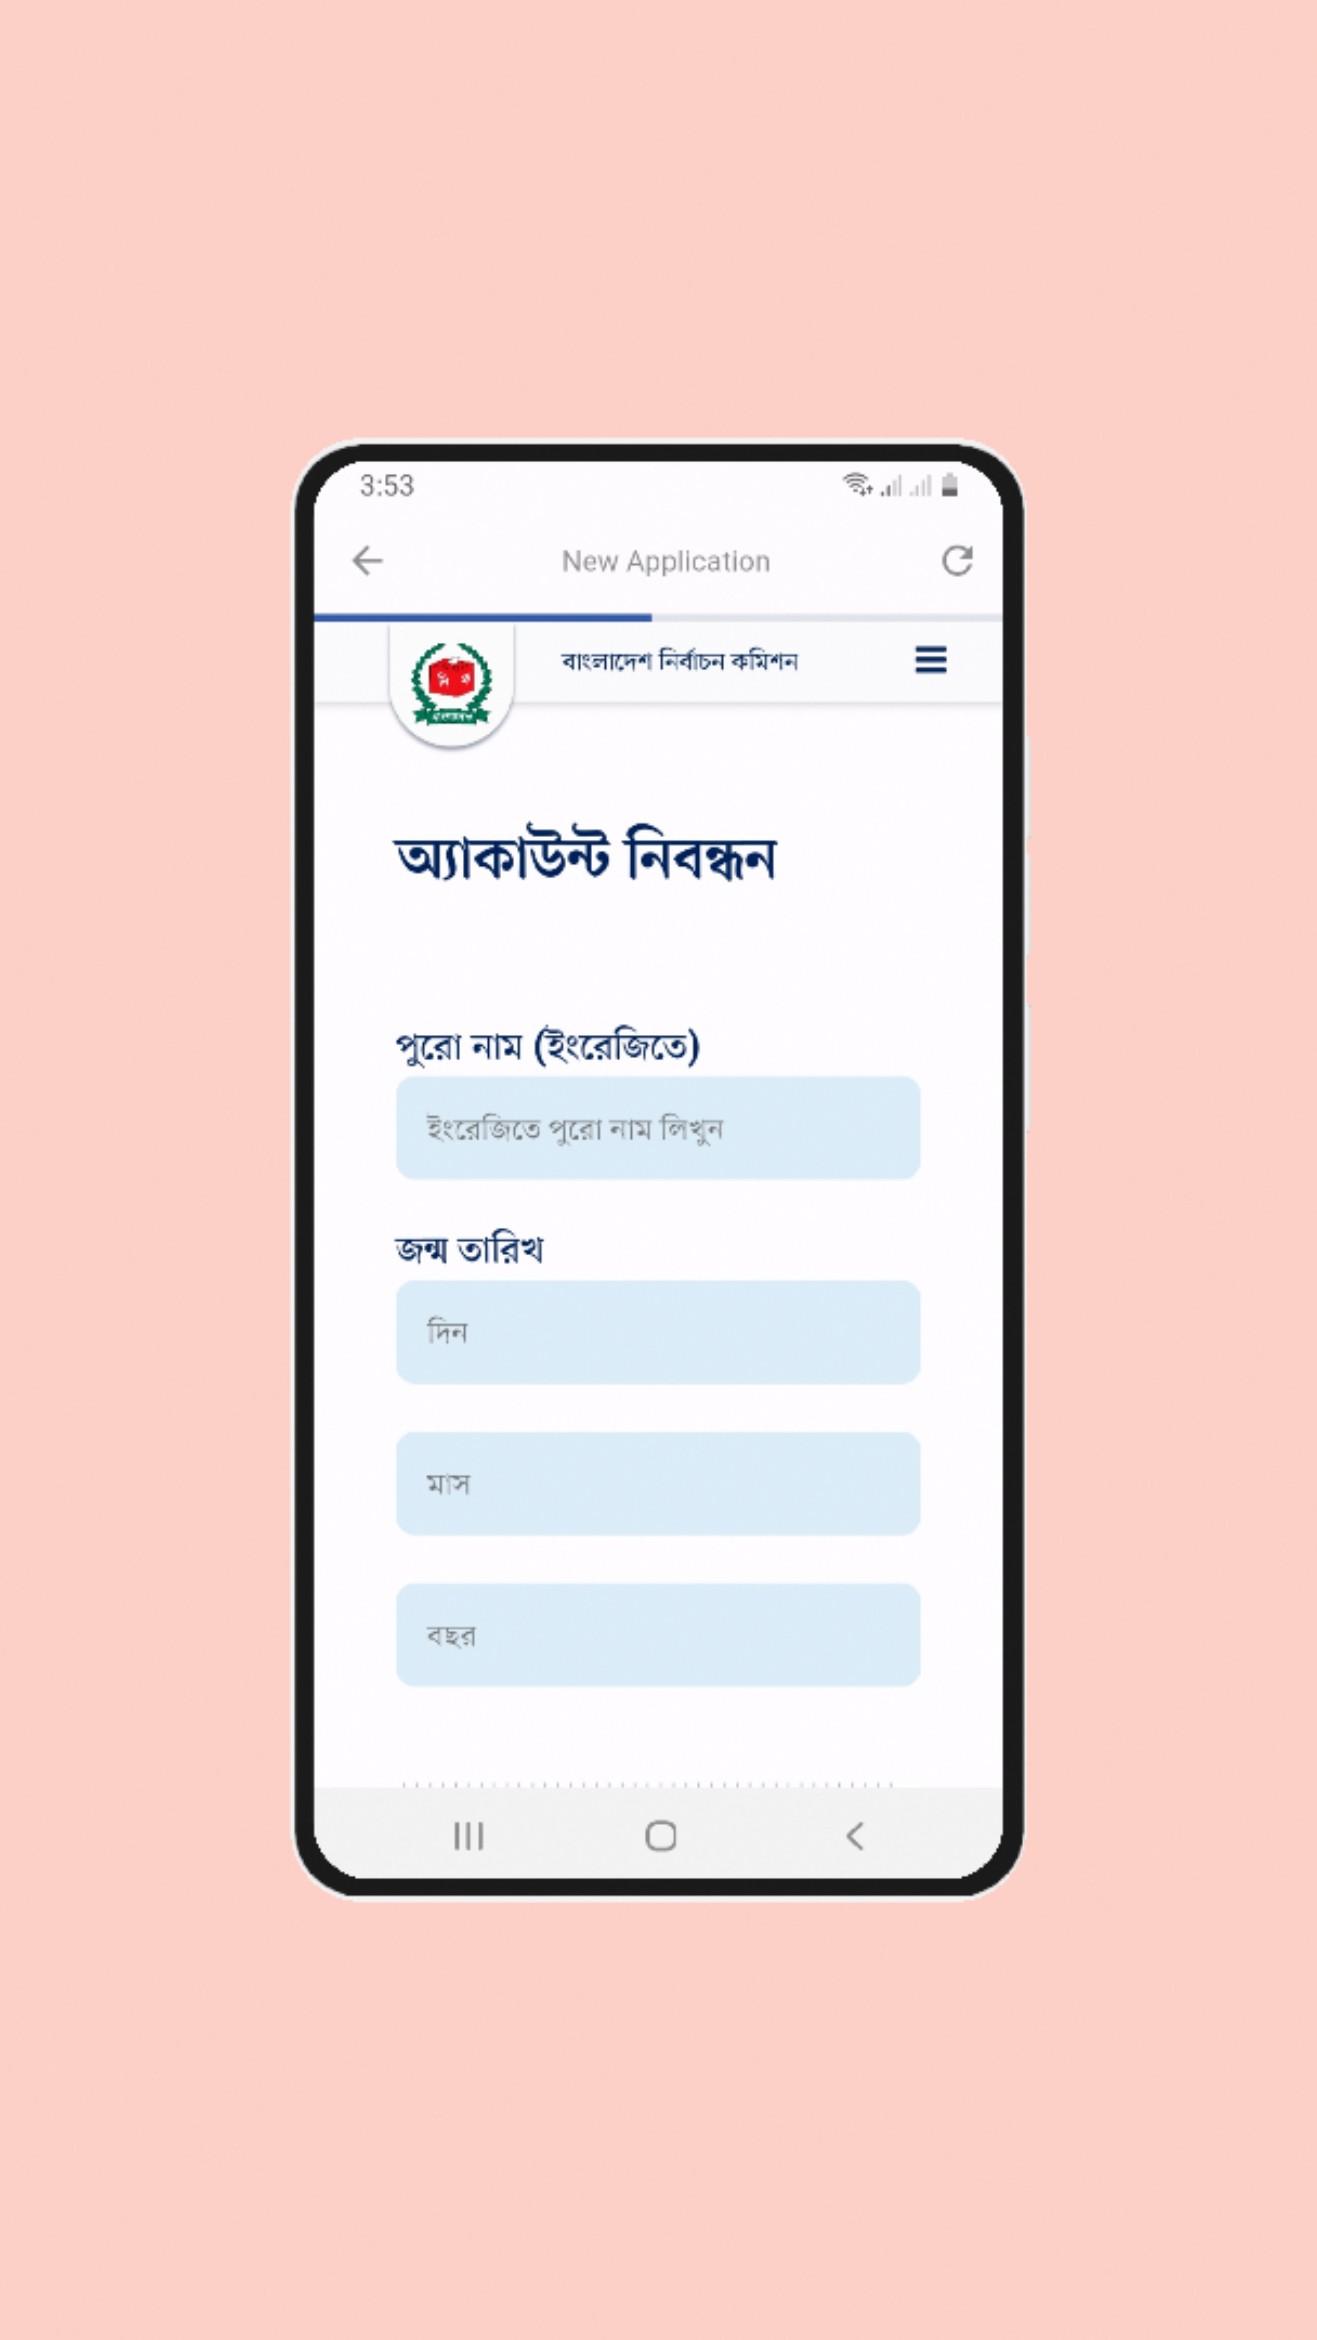 3:53
New Application
বাংলাদেশ নির্বাচন কমিশন
অ্যাকাউন্ট নিবন্ধন
পুরো নাম (ইংরেজিতে)
ইংরেজিতে পুরো নাম লিখুন
জন্ম তারিখ
দিন
মাস
বছর